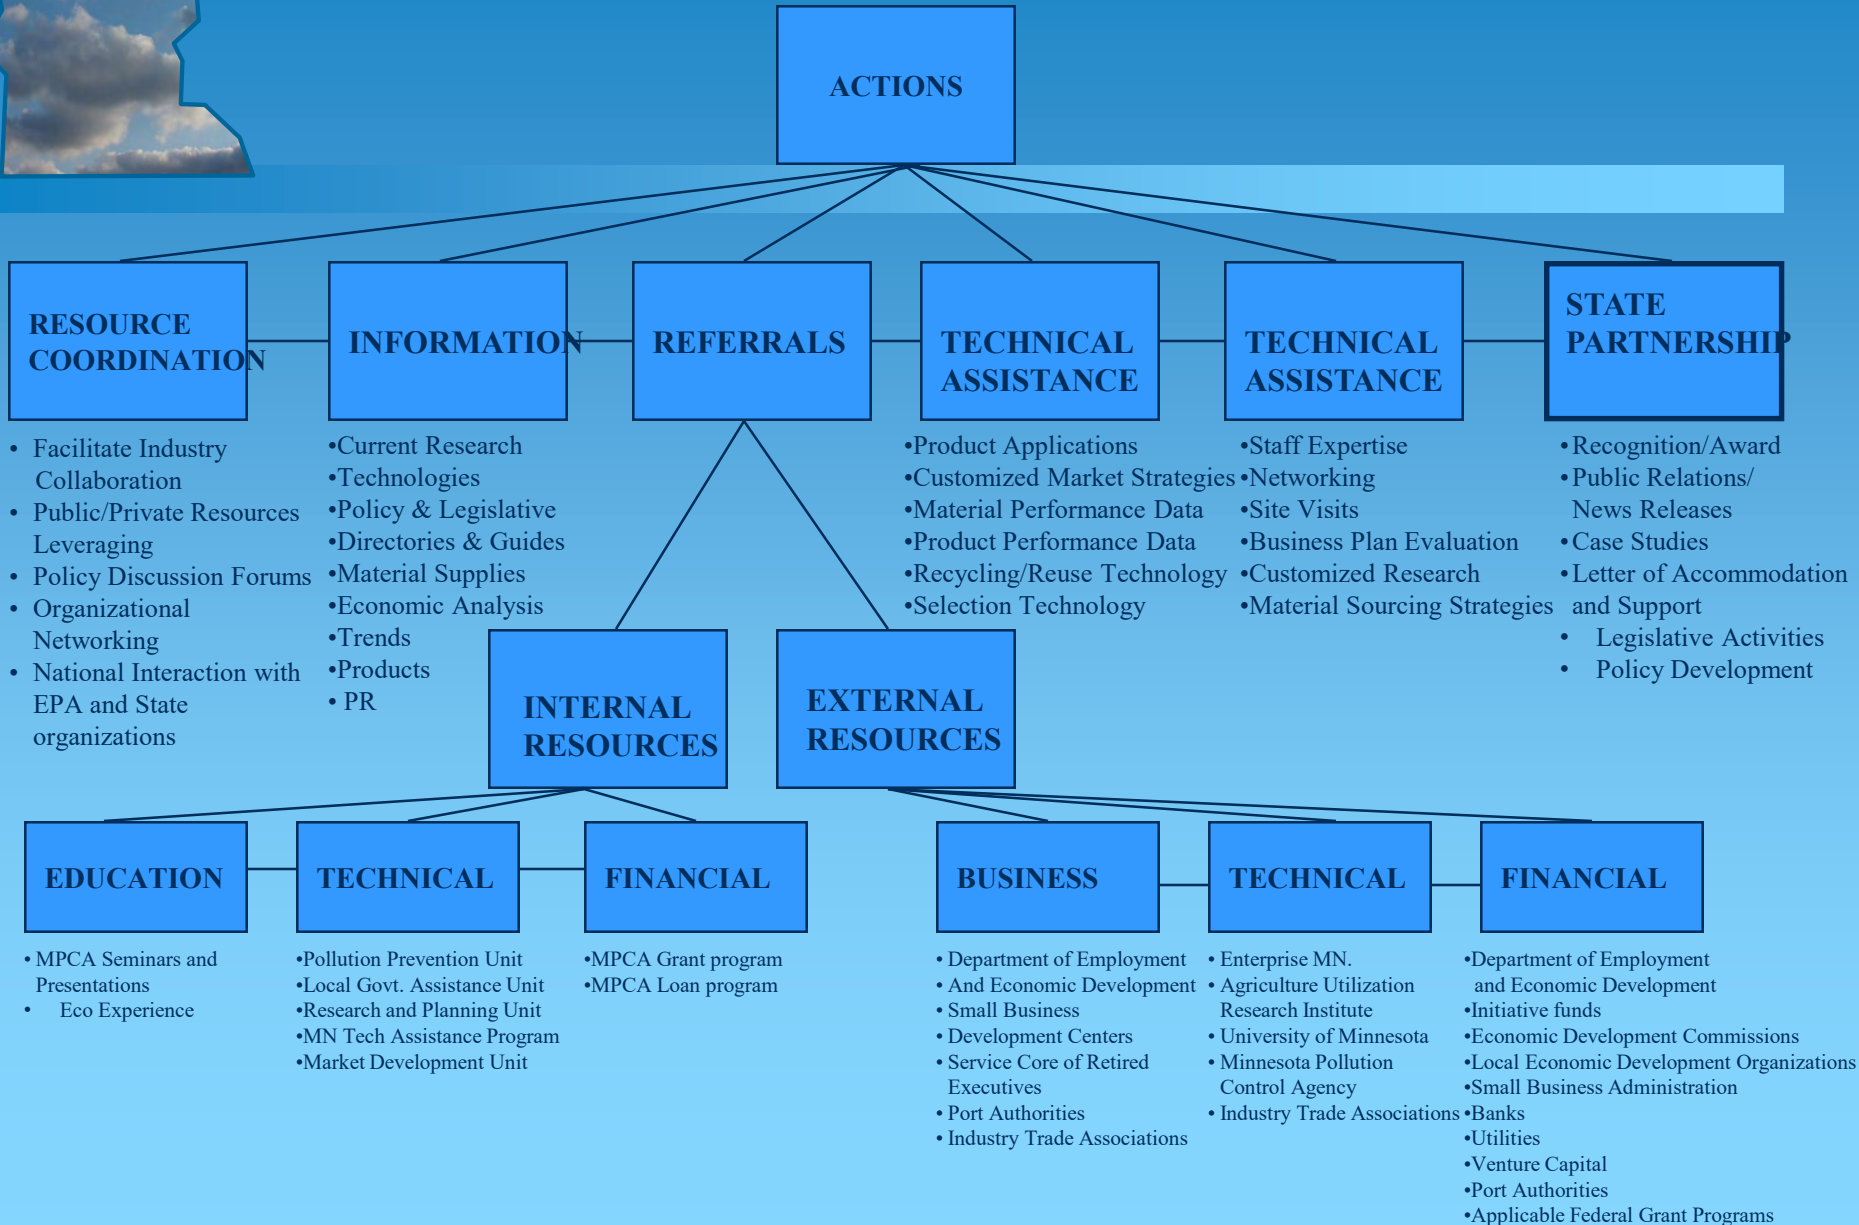 ACTIONS
RESOURCE
COORDINATION
INFORMATION
REFERRALS
TECHNICAL
ASSISTANCE
TECHNICAL
ASSISTANCE
STATE
PARTNERSHIP
• Facilitate Industry
Collaboration
• Public/Private Resources
Leveraging
• Policy Discussion Forums
• Organizational
Networking
• National Interaction with
EPA and State
organizations
•Current Research
•Technologies
•Policy & Legislative
•Directories & Guides
•Material Supplies
•Economic Analysis
•Trends
•Products
• PR
•Product Applications
•Customized Market Strategies
•Material Performance Data
•Product Performance Data
•Recycling/Reuse Technology
•Selection Technology
•Staff Expertise
•Networking
•Site Visits
•Business Plan Evaluation
•Customized Research
•Material Sourcing Strategies
•Recognition/Award
•Public Relations/
News Releases
•Case Studies
•Letter of Accommodation
and Support
• Legislative Activities
• Policy Development
INTERNAL
RESOURCES
EXTERNAL
RESOURCES
EDUCATION
TECHNICAL
FINANCIAL
BUSINESS
TECHNICAL
FINANCIAL
• MPCA Seminars and
Presentations
• Eco Experience
•Pollution Prevention Unit
•Local Govt. Assistance Unit
•Research and Planning Unit
•MN Tech Assistance Program
•Market Development Unit
•MPCA Grant program
•MPCA Loan program
• Department of Employment
• And Economic Development
• Small Business
• Development Centers
• Service Core of Retired
Executives
• Port Authorities
• Industry Trade Associations
• Enterprise MN.
• Agriculture Utilization
Research Institute
• University of Minnesota
• Minnesota Pollution
Control Agency
• Industry Trade Associations
•Department of Employment
and Economic Development
•Initiative funds
•Economic Development Commissions
•Local Economic Development Organizations
•Small Business Administration
•Banks
•Utilities
•Venture Capital
•Port Authorities
•Applicable Federal Grant Programs